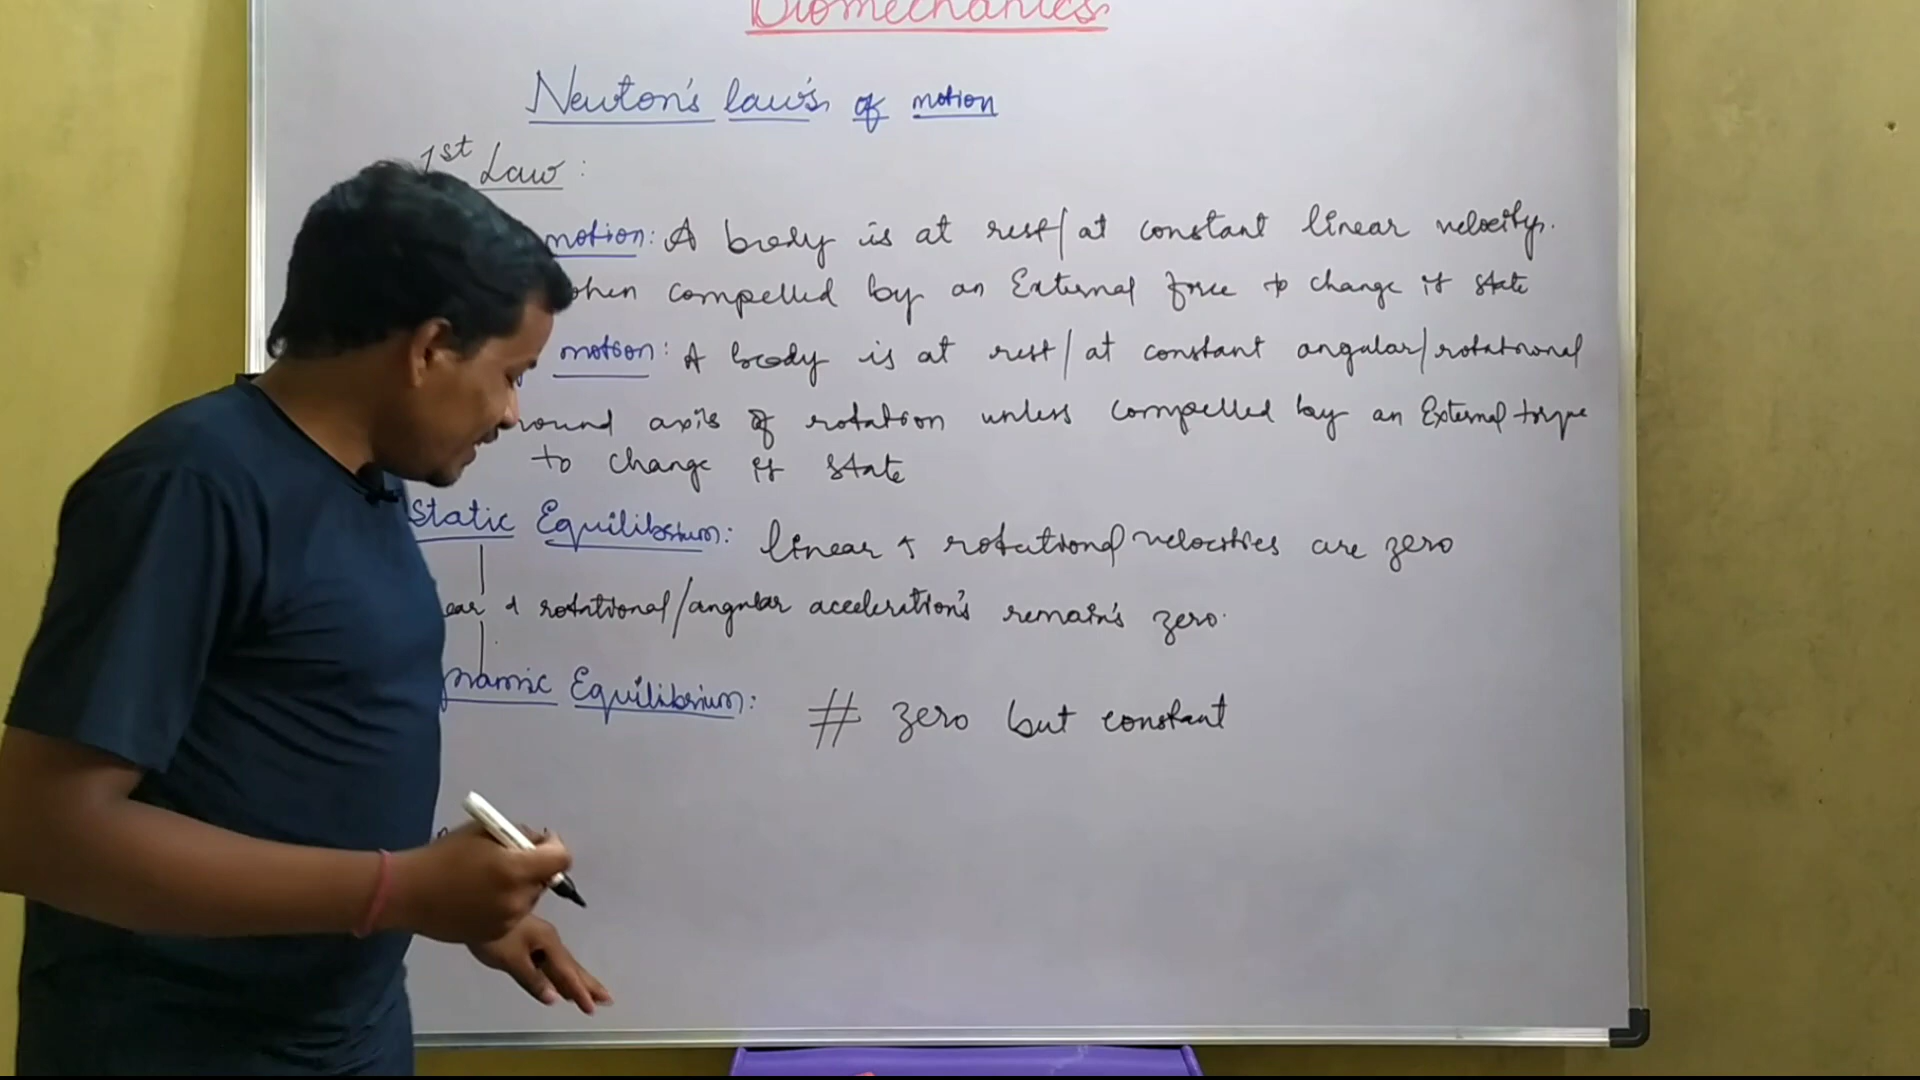 Biomechanics
Newton's law's of motion
1st Law :
motion: A body is at rest/at constant linear velocity.
when compelled by an External force to change it state
motion: A body is at rest/at constant angular/rotational
round axis of rotation unless compelled by an External torque
to change it state
Static Equilibrium: linear & rotational velocities are zero
ear & rotational/angular acceleration's remain's zero.
namic Equilibrium: # zero but constant